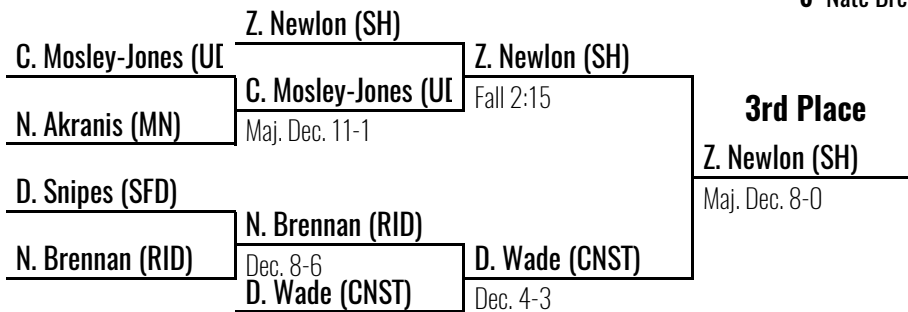 Z. Newlon (SH)
C. Mosley-Jones (UD
Z. Newlon (SH)
C. Mosley-Jones (UD
Fall 2:15
3rd Place
N. Akranis (MN)
Maj. Dec. 11-1
Z. Newlon (SH)
D. Snipes (SFD)
Maj. Dec. 8-0
N. Brennan (RID)
N. Brennan (RID)
Dec. 8-6
D. Wade (CNST)
D. Wade (CNST)
Dec. 4-3